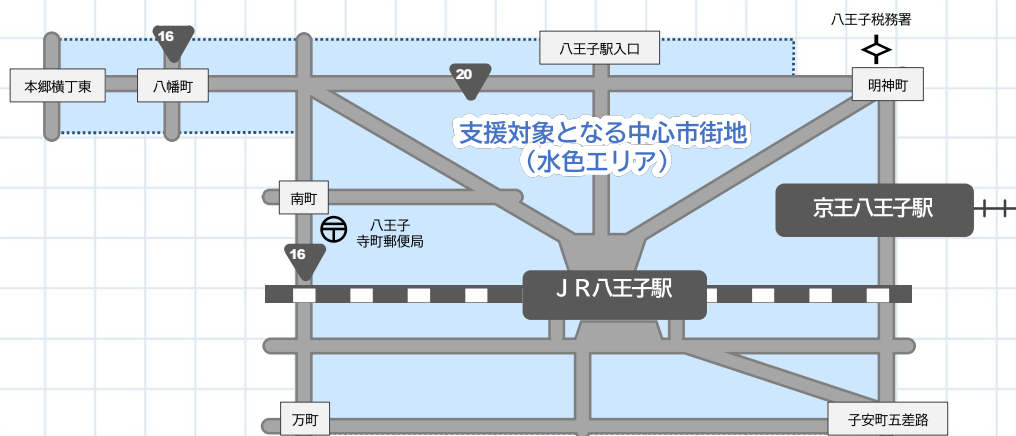 八王子税務署
16
八王子駅入口
20
本郷横丁東
八幡町
明神町
支援対象となる中心市街地
（水色エリア）
南町
京王八王子駅
八王子
寺町郵便局
16
ＪＲ八王子駅
万町
子安町五差路